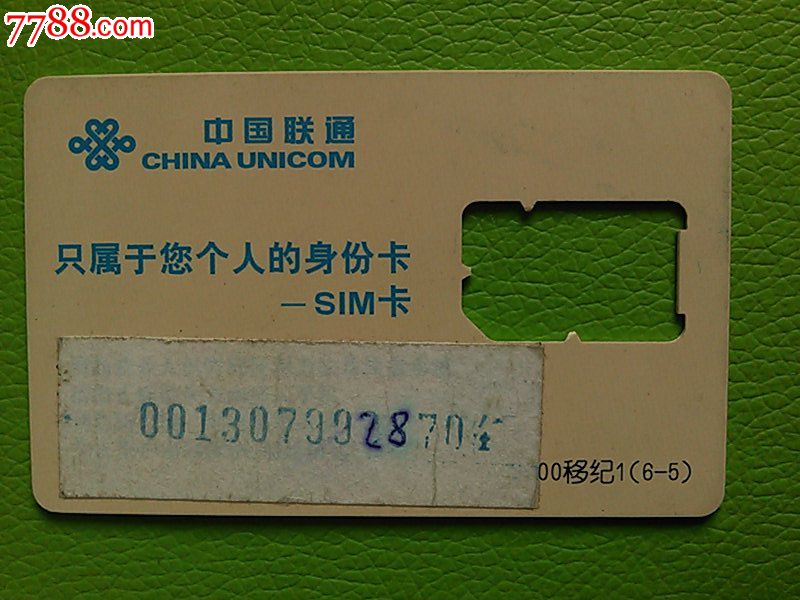 7788.com
中国联通
CHINA UNICOM
只属于您个人的身份卡
—SIM卡
00130799287020
00移纪1(6-5)